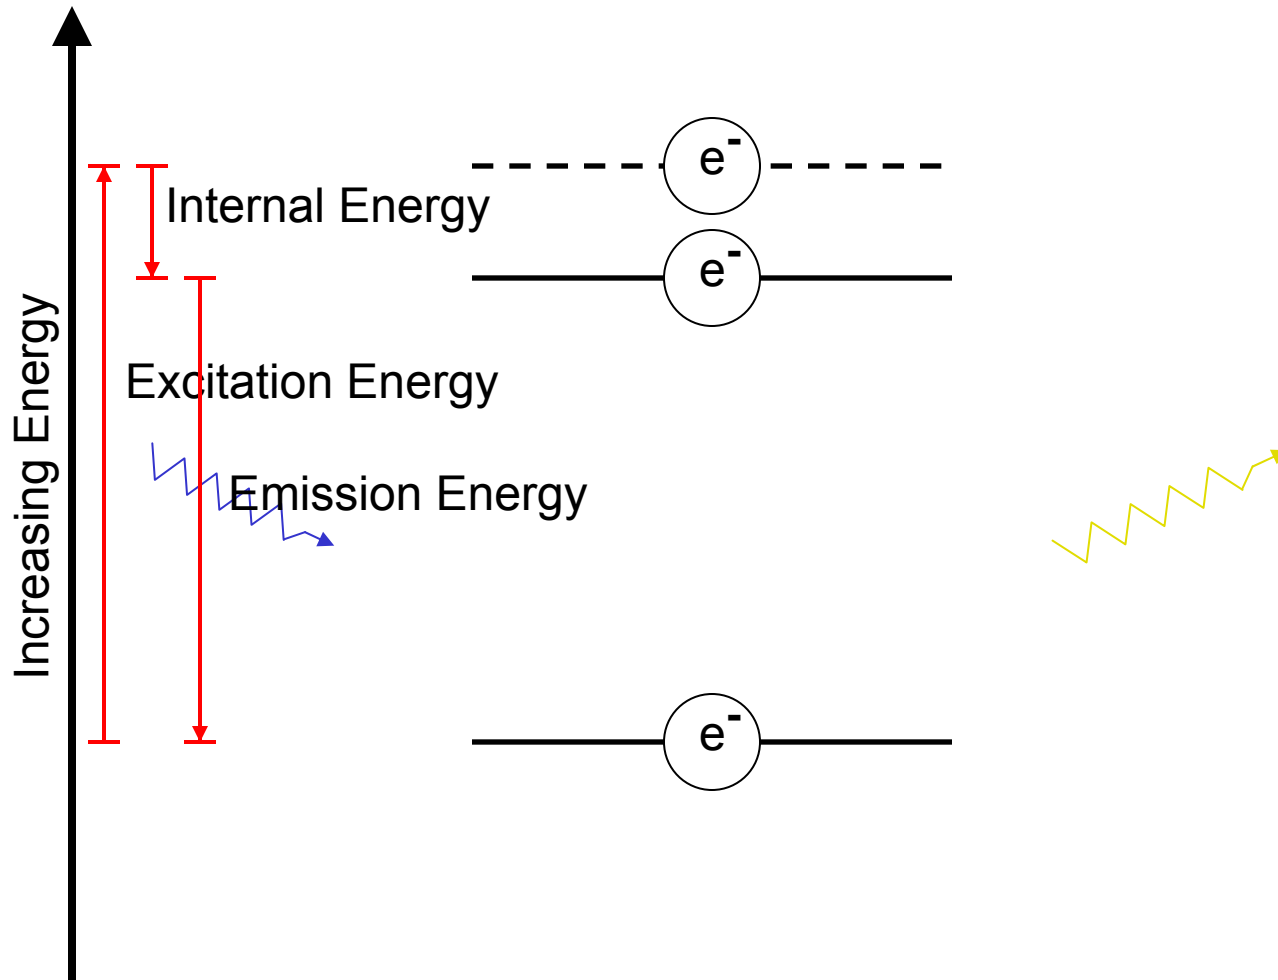 e-
Internal Energy
e-
Increasing Energy
Excitation Energy
Emission Energy
e-